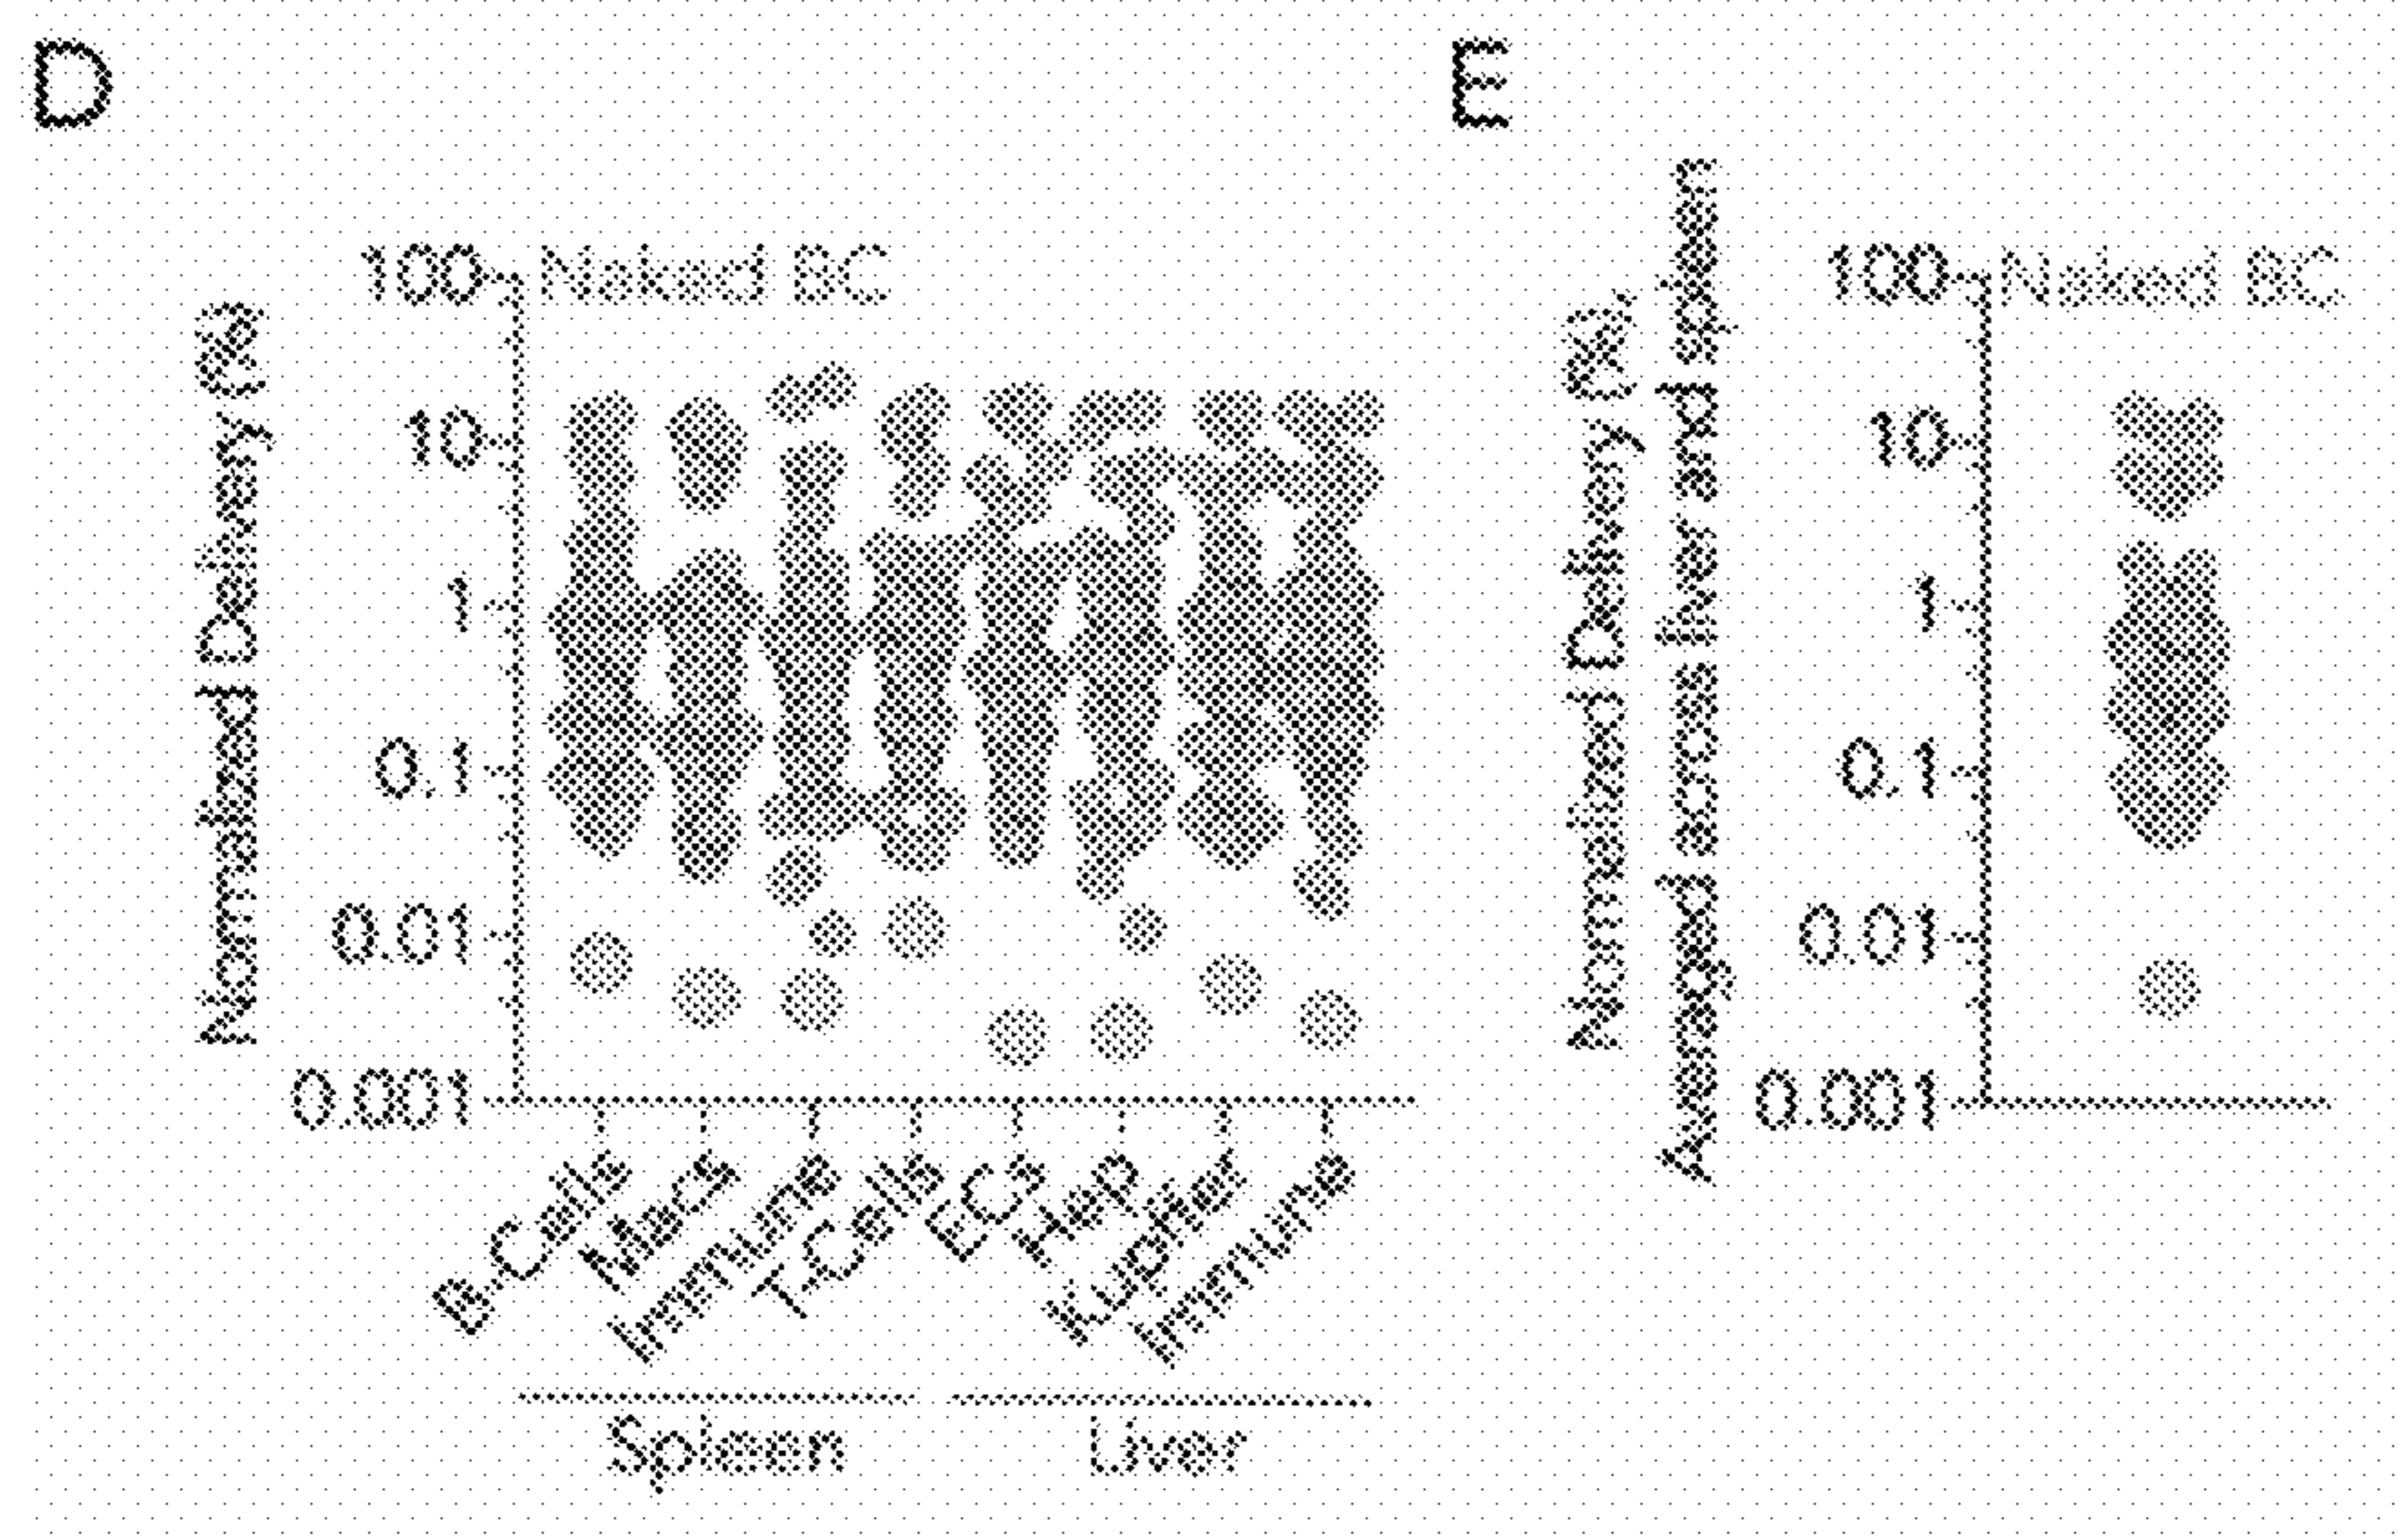 D
Normalized Delivery (%)
100
10
1
0.1
0.01
0.001
Naked BC
B-Cells
Macs
Immune
T-Cells
ECs
Hep
Kupffer
Immune
Spleen
Liver
E
Normalized Delivery (%),
Averaged across liver and spleen
100
10
1
0.1
0.01
0.001
Naked BC